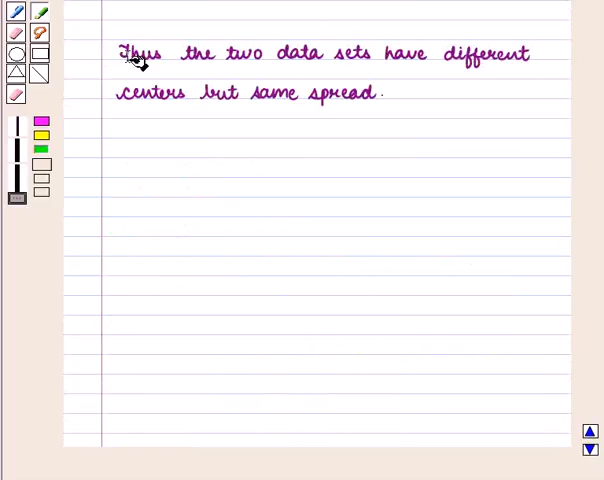 Thus the two data sets have different
centers but same spread.